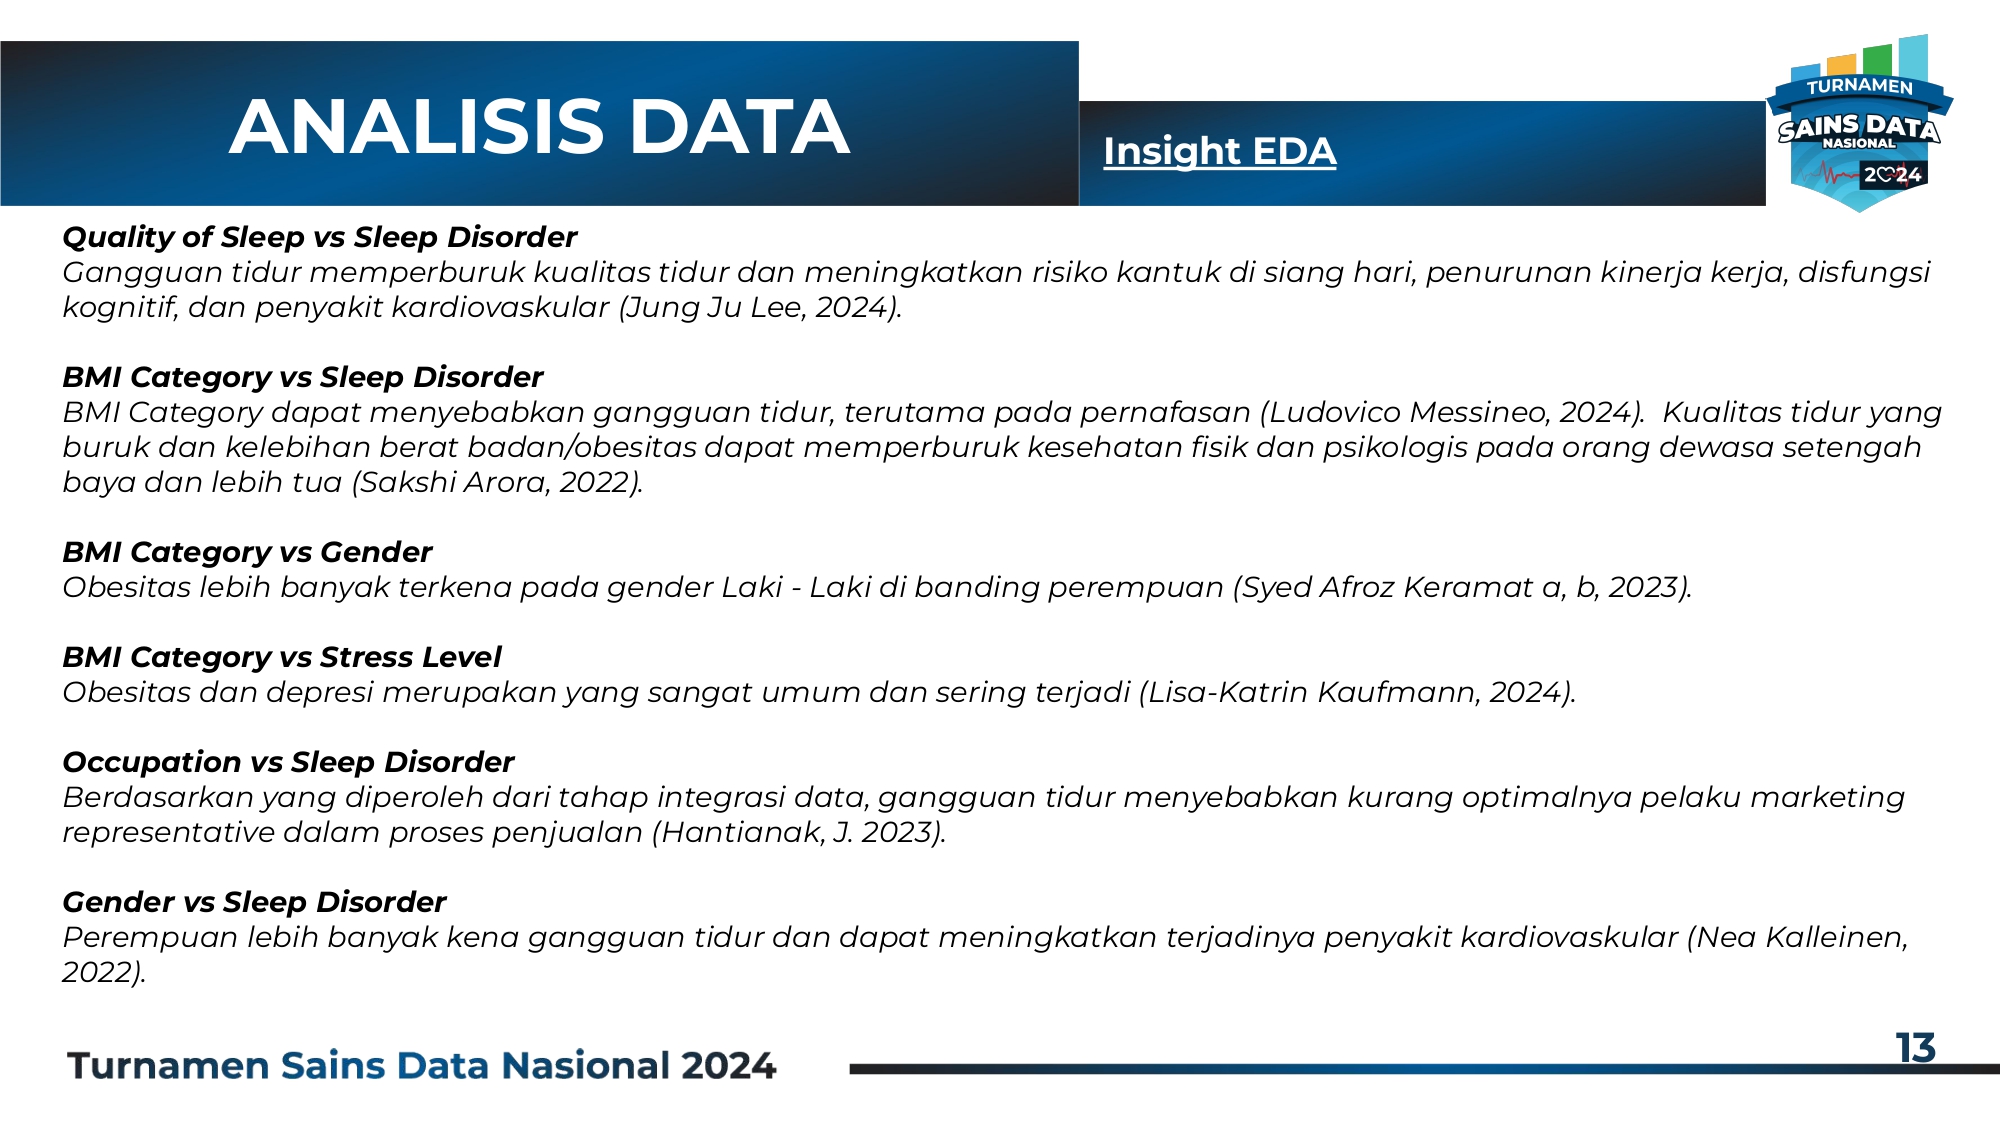 ANALISIS DATA
Insight EDA
TURNAMEN
SAINS DATA
NASIONAL
2024
Quality of Sleep vs Sleep Disorder
Gangguan tidur memperburuk kualitas tidur dan meningkatkan risiko kantuk di siang hari, penurunan kinerja kerja, disfungsi
kognitif, dan penyakit kardiovaskular (Jung Ju Lee, 2024).
BMI Category vs Sleep Disorder
BMI Category dapat menyebabkan gangguan tidur, terutama pada pernafasan (Ludovico Messineo, 2024).  Kualitas tidur yang
buruk dan kelebihan berat badan/obesitas dapat memperburuk kesehatan fisik dan psikologis pada orang dewasa setengah
baya dan lebih tua (Sakshi Arora, 2022).
BMI Category vs Gender
Obesitas lebih banyak terkena pada gender Laki - Laki di banding perempuan (Syed Afroz Keramat a, b, 2023).
BMI Category vs Stress Level
Obesitas dan depresi merupakan yang sangat umum dan sering terjadi (Lisa-Katrin Kaufmann, 2024).
Occupation vs Sleep Disorder
Berdasarkan yang diperoleh dari tahap integrasi data, gangguan tidur menyebabkan kurang optimalnya pelaku marketing
representative dalam proses penjualan (Hantianak, J. 2023).
Gender vs Sleep Disorder
Perempuan lebih banyak kena gangguan tidur dan dapat meningkatkan terjadinya penyakit kardiovaskular (Nea Kalleinen,
2022).
Turnamen Sains Data Nasional 2024
13